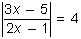 |3x − 5 / 2x − 1| = 4